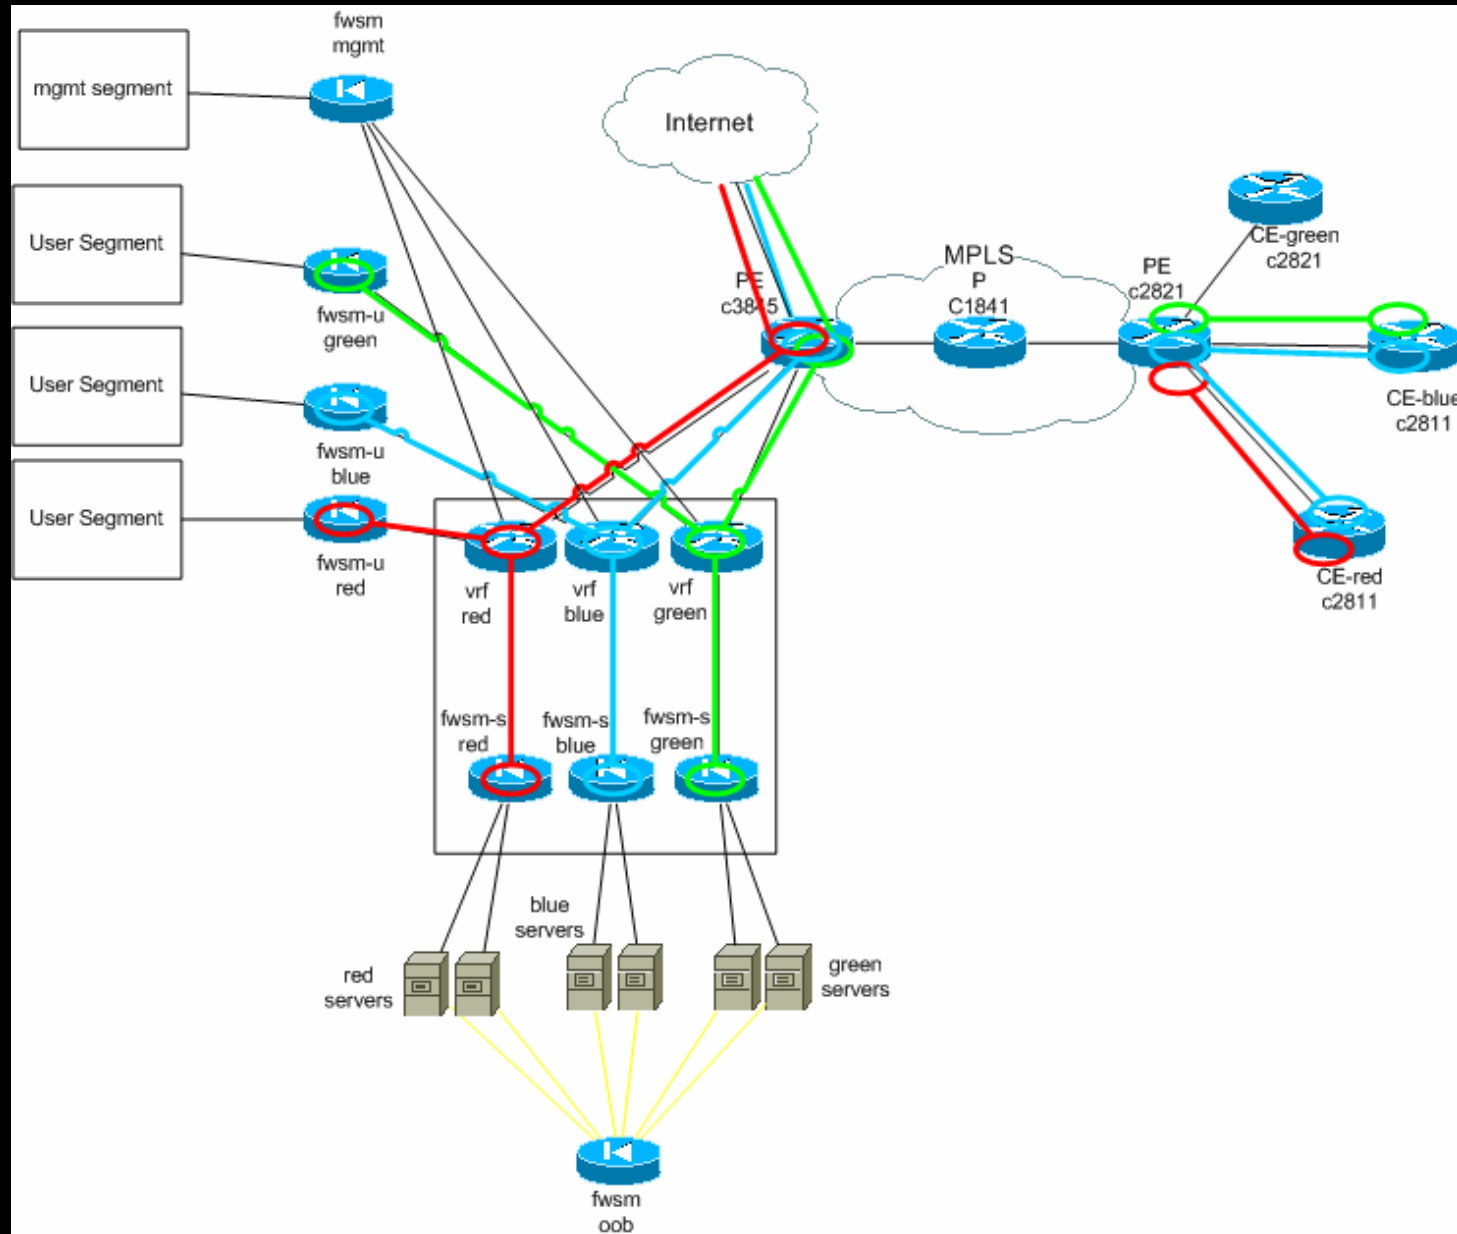 fwsm
mgmt
mgmt segment
Internet
User Segment
fwsm-u
green
User Segment
fwsm-u
blue
User Segment
fwsm-u
red
PE
c3845
MPLS
P
C1841
PE
c2821
CE-green
c2821
CE-blue
c2811
CE-red
c2811
vrf
red
vrf
blue
vrf
green
fwsm-s
red
fwsm-s
blue
fwsm-s
green
red
servers
blue
servers
green
servers
fwsm
oob